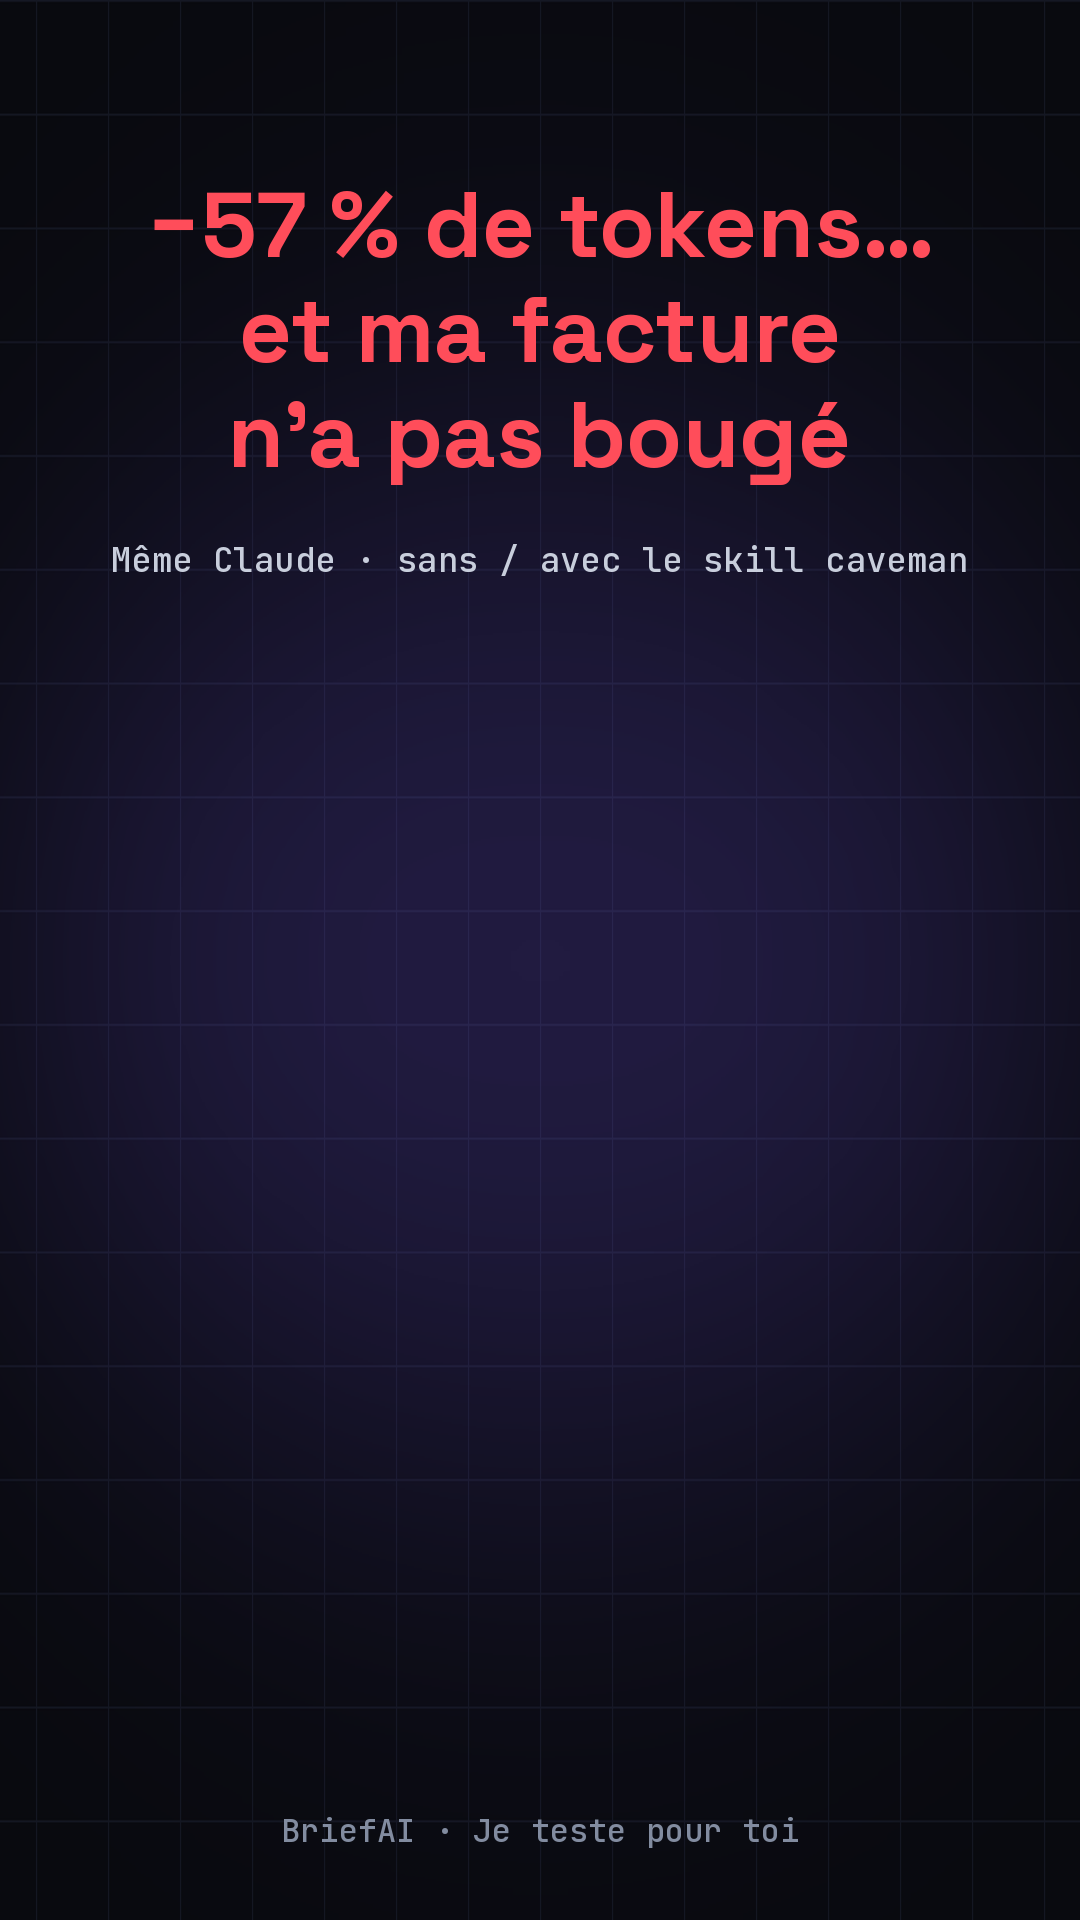 -57 % de tokens...
et ma facture
n’a pas bougé
Même Claude · sans / avec le skill caveman
BriefAI · Je teste pour toi